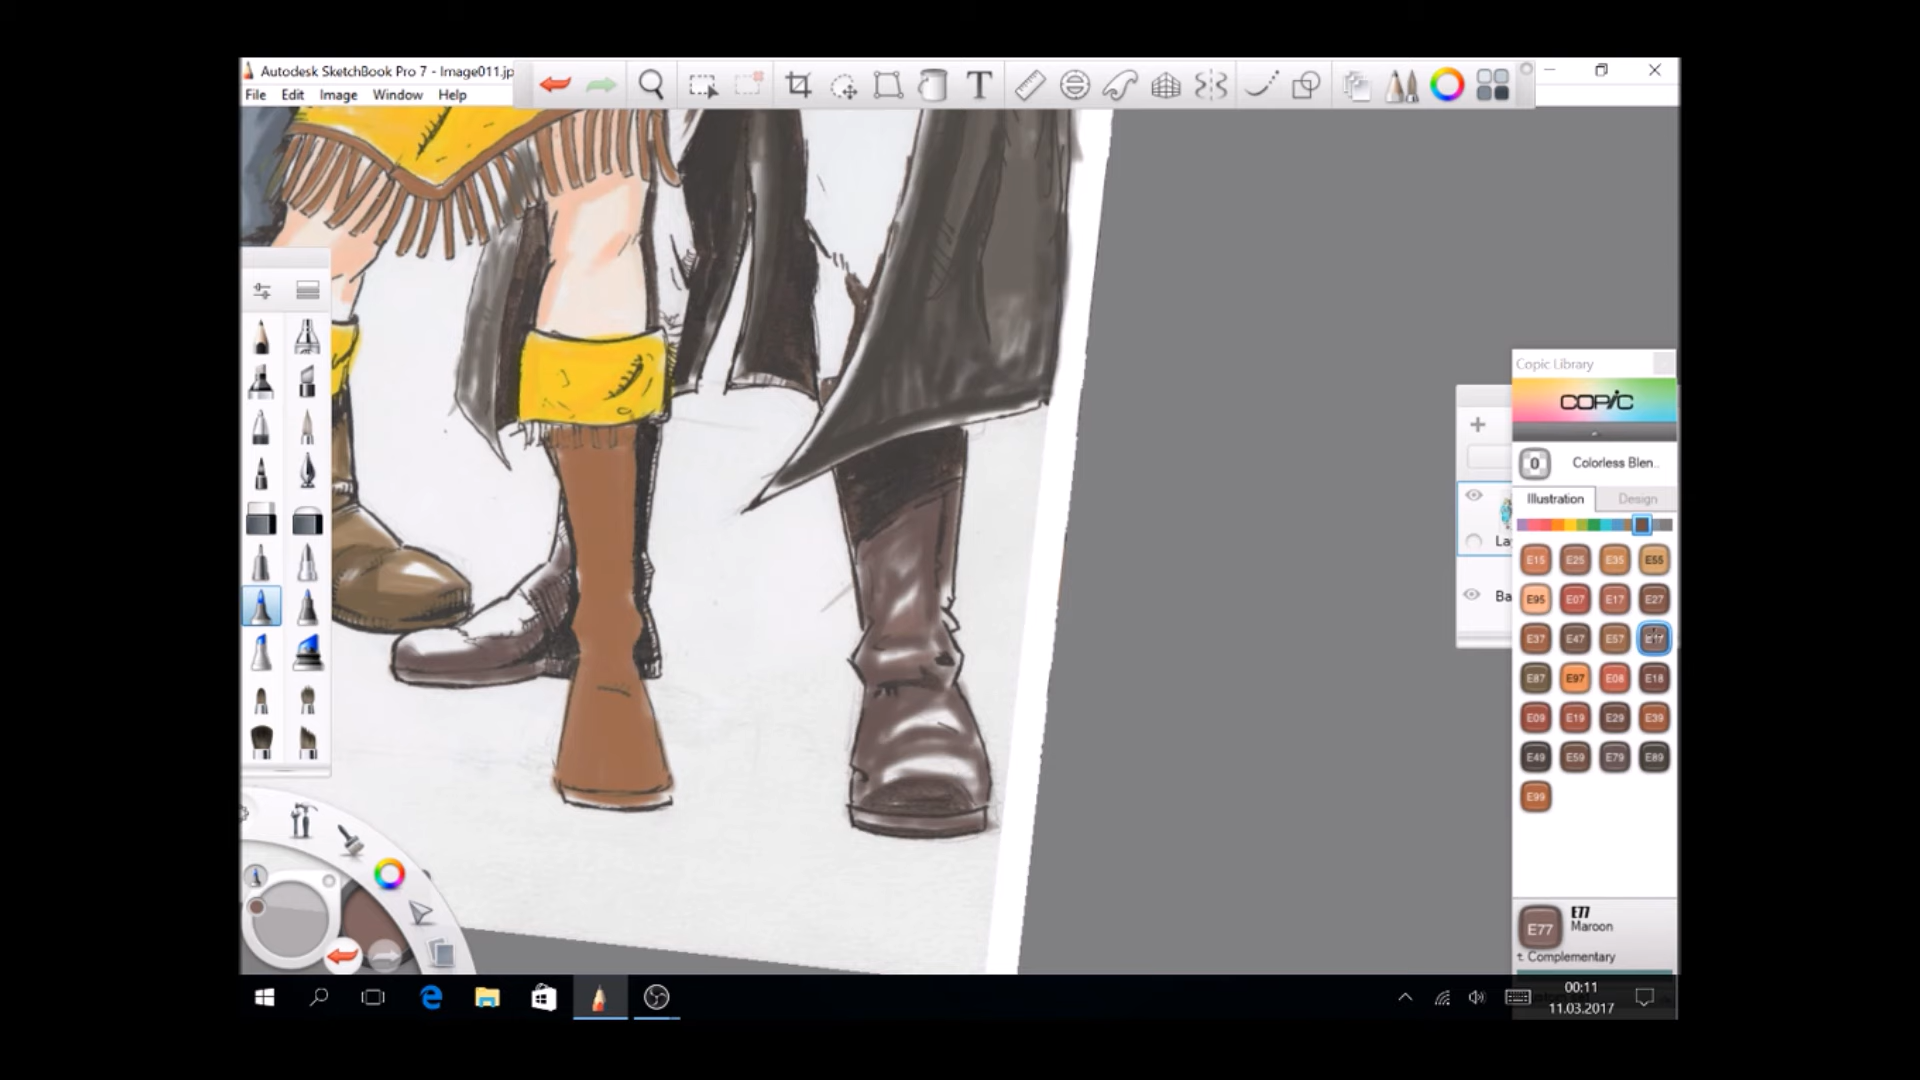 Autodesk SketchBook Pro 7 - Image011.jp
File Edit Image Window Help
T
Copic Library
COPIC
0 Colorless Blen..
Illustration Design
E15 E25 E35 E55
E95 E07 E17 E27
E37 E47 E57 E77
E87 E97 E08 E18
E09 E19 E29 E39
E49 E59 E79 E89
E99
La
Ba
E77
E77
Maroon
t. Complementary
00:11
11.03.2017